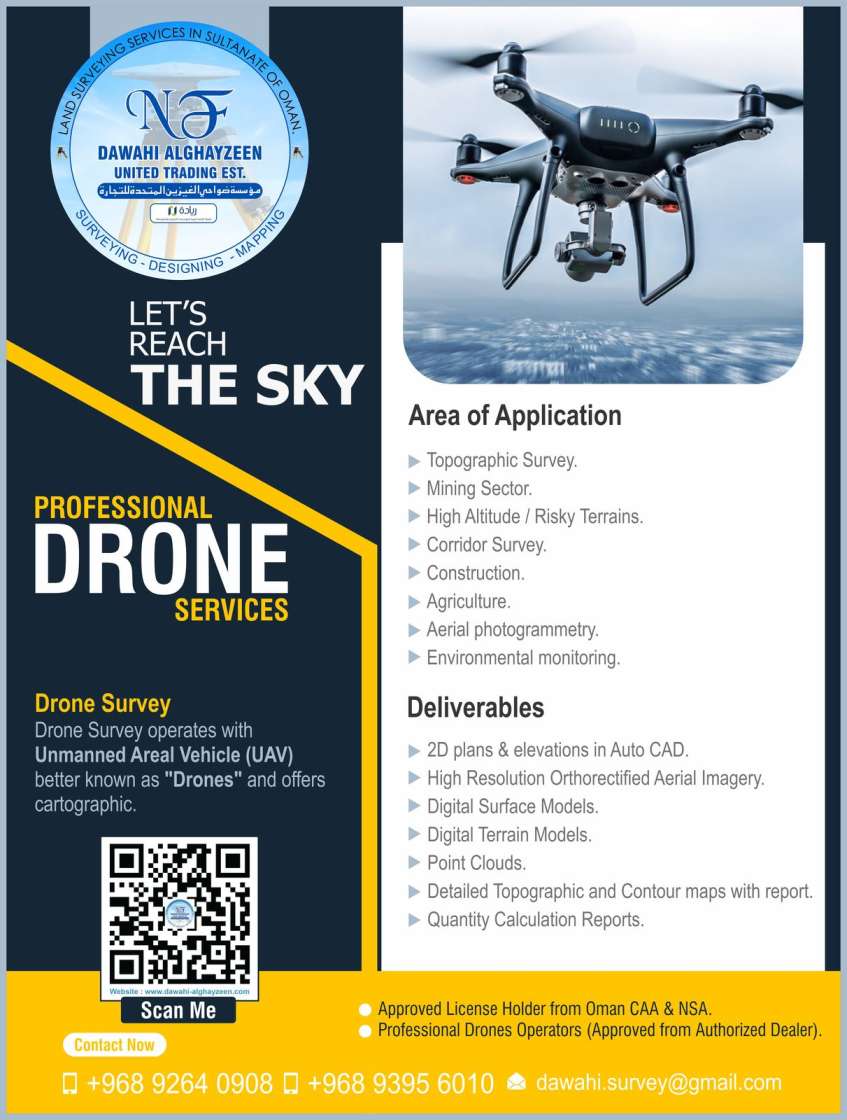 LAND SURVEYING SERVICES IN SULTANATE OF OMAN.
NF
DAWAHI ALGHAYZEEN
UNITED TRADING EST.
مؤسسة ضواحي الغيزين المتحدة للتجارة
ريادة
SURVEYING - DESIGNING - MAPPING
LET'S
REACH
THE SKY
PROFESSIONAL
DRONE
SERVICES
Drone Survey
Drone Survey operates with
Unmanned Areal Vehicle (UAV)
better known as "Drones" and offers
cartographic.
NF
Website : www.dawahi-alghayzeen.com
Scan Me
Area of Application
Topographic Survey.
Mining Sector.
High Altitude / Risky Terrains.
Corridor Survey.
Construction.
Agriculture.
Aerial photogrammetry.
Environmental monitoring.
Deliverables
2D plans & elevations in Auto CAD.
High Resolution Orthorectified Aerial Imagery.
Digital Surface Models.
Digital Terrain Models.
Point Clouds.
Detailed Topographic and Contour maps with report.
Quantity Calculation Reports.
Approved License Holder from Oman CAA & NSA.
Professional Drones Operators (Approved from Authorized Dealer).
Contact Now
+968 9264 0908 +968 9395 6010 dawahi.survey@gmail.com